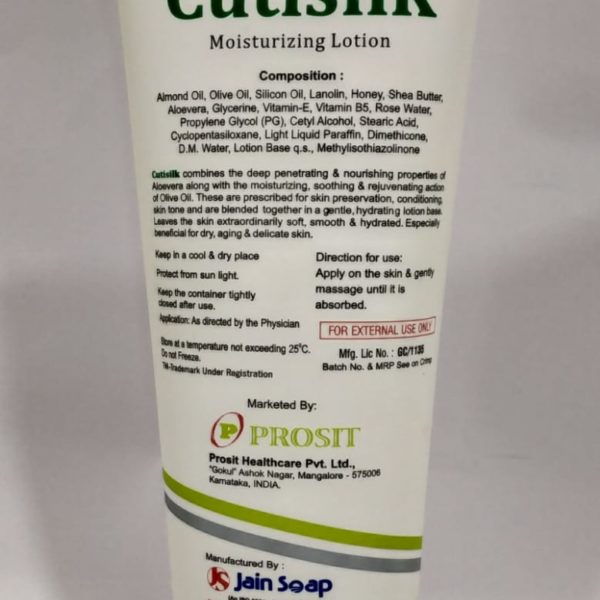 Cutisilk
Moisturizing Lotion
Composition :
Almond Oil, Olive Oil, Silicon Oil, Lanolin, Honey, Shea Butter,
Aloevera, Glycerine, Vitamin-E, Vitamin B5, Rose Water,
Propylene Glycol (PG), Cetyl Alcohol, Stearic Acid,
Cyclopentasiloxane, Light Liquid Paraffin, Dimethicone,
D.M. Water, Lotion Base q.s., Methylisothiazolinone
Cutisilk combines the deep penetrating & nourishing properties of
Aloevera along with the moisturizing, soothing & rejuvenating action
of Olive Oil. These are prescribed for skin preservation, conditioning,
skin tone and are blended together in a gentle, hydrating lotion base.
Leaves the skin extraordinarily soft, smooth & hydrated. Especially
beneficial for dry, aging & delicate skin.
Keep in a cool & dry place
Protect from sun light.
Keep the container tightly
closed after use.
Application: As directed by the Physician
Store at a temperature not exceeding 25°C.
Do not Freeze.
TM-Trademark Under Registration
Direction for use:
Apply on the skin & gently
massage until it is
absorbed.
FOR EXTERNAL USE ONLY
Mfg. Lic No. : GC/1135
Batch No. & MRP See on Crimp
Marketed By:
P PROSIT
Prosit Healthcare Pvt. Ltd.,
"Gokul" Ashok Nagar, Mangalore - 575006
Karnataka, INDIA.
Manufactured By :
JS Jain Soap